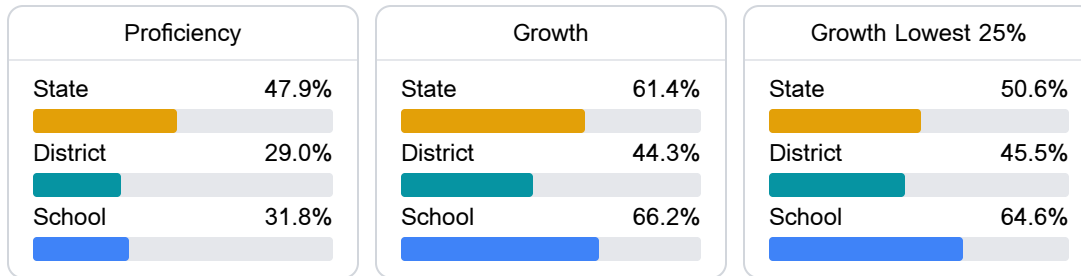 Proficiency
State 47.9%
District 29.0%
School 31.8%
Growth
State 61.4%
District 44.3%
School 66.2%
Growth Lowest 25%
State 50.6%
District 45.5%
School 64.6%